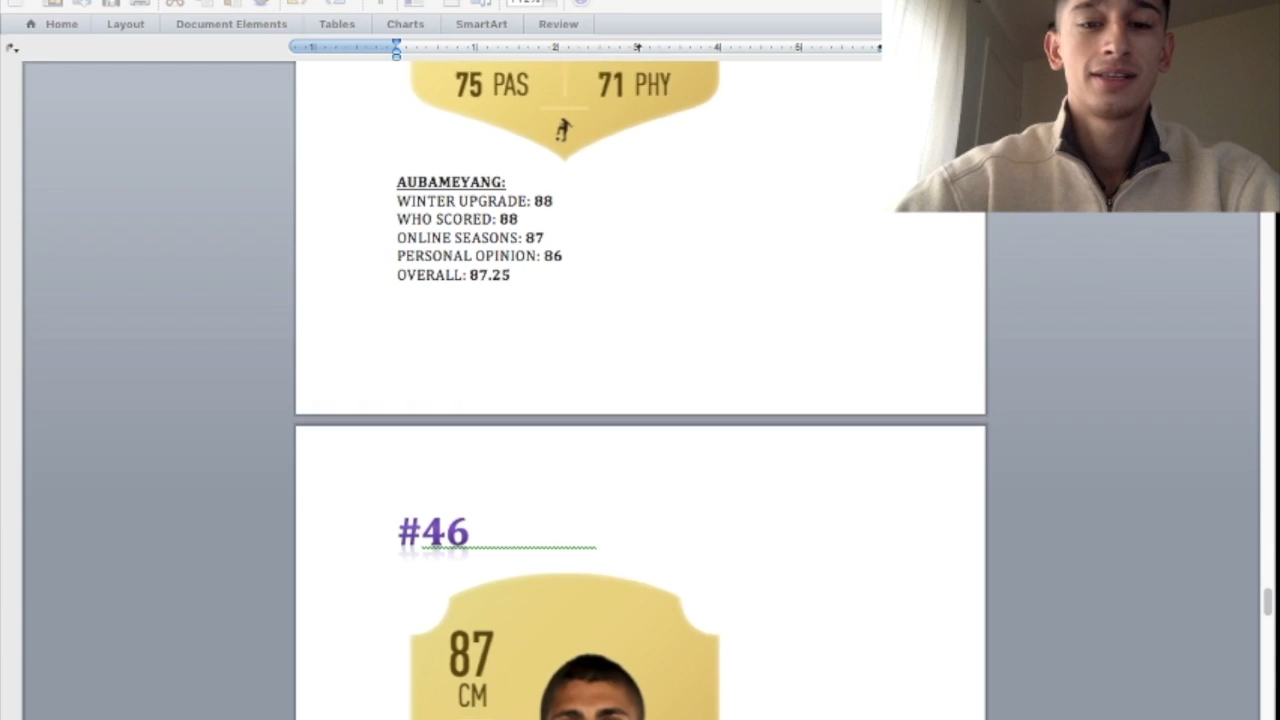 Home Layout Document Elements Tables Charts SmartArt Review
75 PAS 71 PHY
AUBAMEYANG:
WINTER UPGRADE: 88
WHO SCORED: 88
ONLINE SEASONS: 87
PERSONAL OPINION: 86
OVERALL: 87.25
#46
87
CM